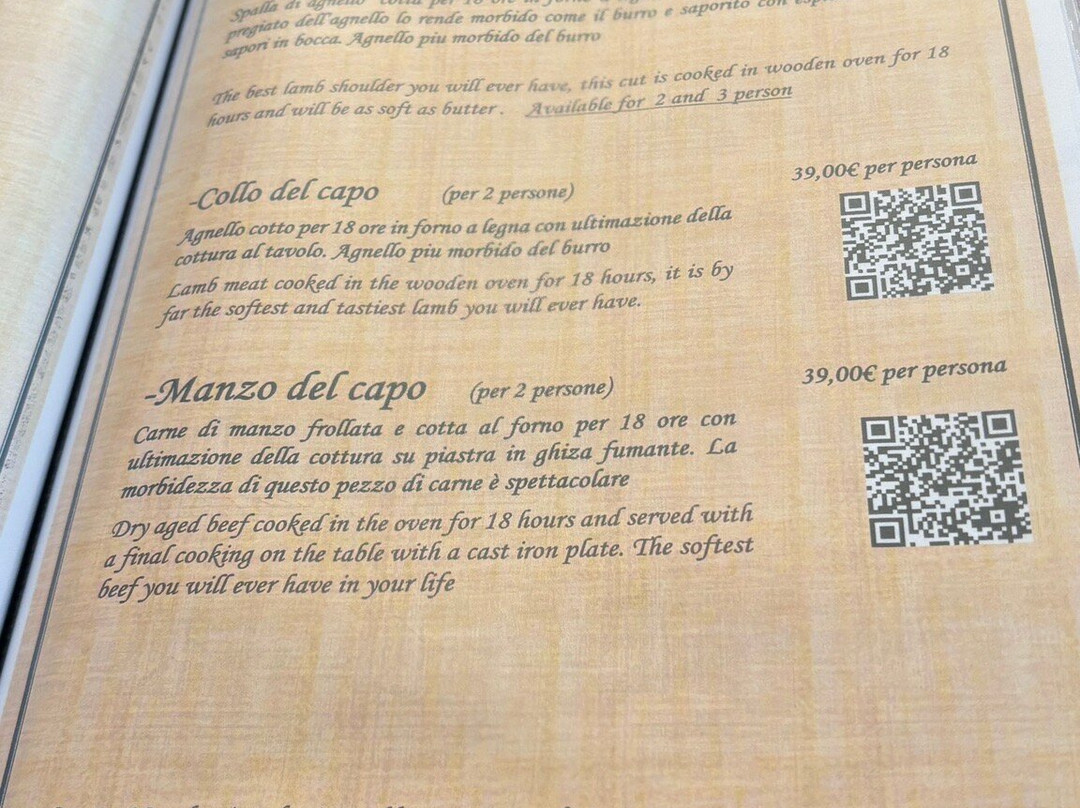 Spalla di agnello cotta per 18 ore in forno a
pregiato dell'agnello lo rende morbido come il burro e saporito con
sapori in bocca. Agnello piu morbido del burro
The best lamb shoulder you will ever have, this cut is cooked in wooden oven for 18
hours and will be as soft as butter. Available for 2 and 3 person
-Collo del capo (per 2 persone) 39,00€ per persona
Agnello cotto per 18 ore in forno a legna con ultimazione della
cottura al tavolo. Agnello piu morbido del burro
Lamb meat cooked in the wooden oven for 18 hours, it is by
far the softest and tastiest lamb you will ever have.
-Manzo del capo (per 2 persone) 39,00€ per persona
Carne di manzo frollata e cotta al forno per 18 ore con
ultimazione della cottura su piastra in ghiza fumante. La
morbidezza di questo pezzo di carne è spettacolare
Dry aged beef cooked in the oven for 18 hours and served with
a final cooking on the table with a cast iron plate. The softest
beef you will ever have in your life